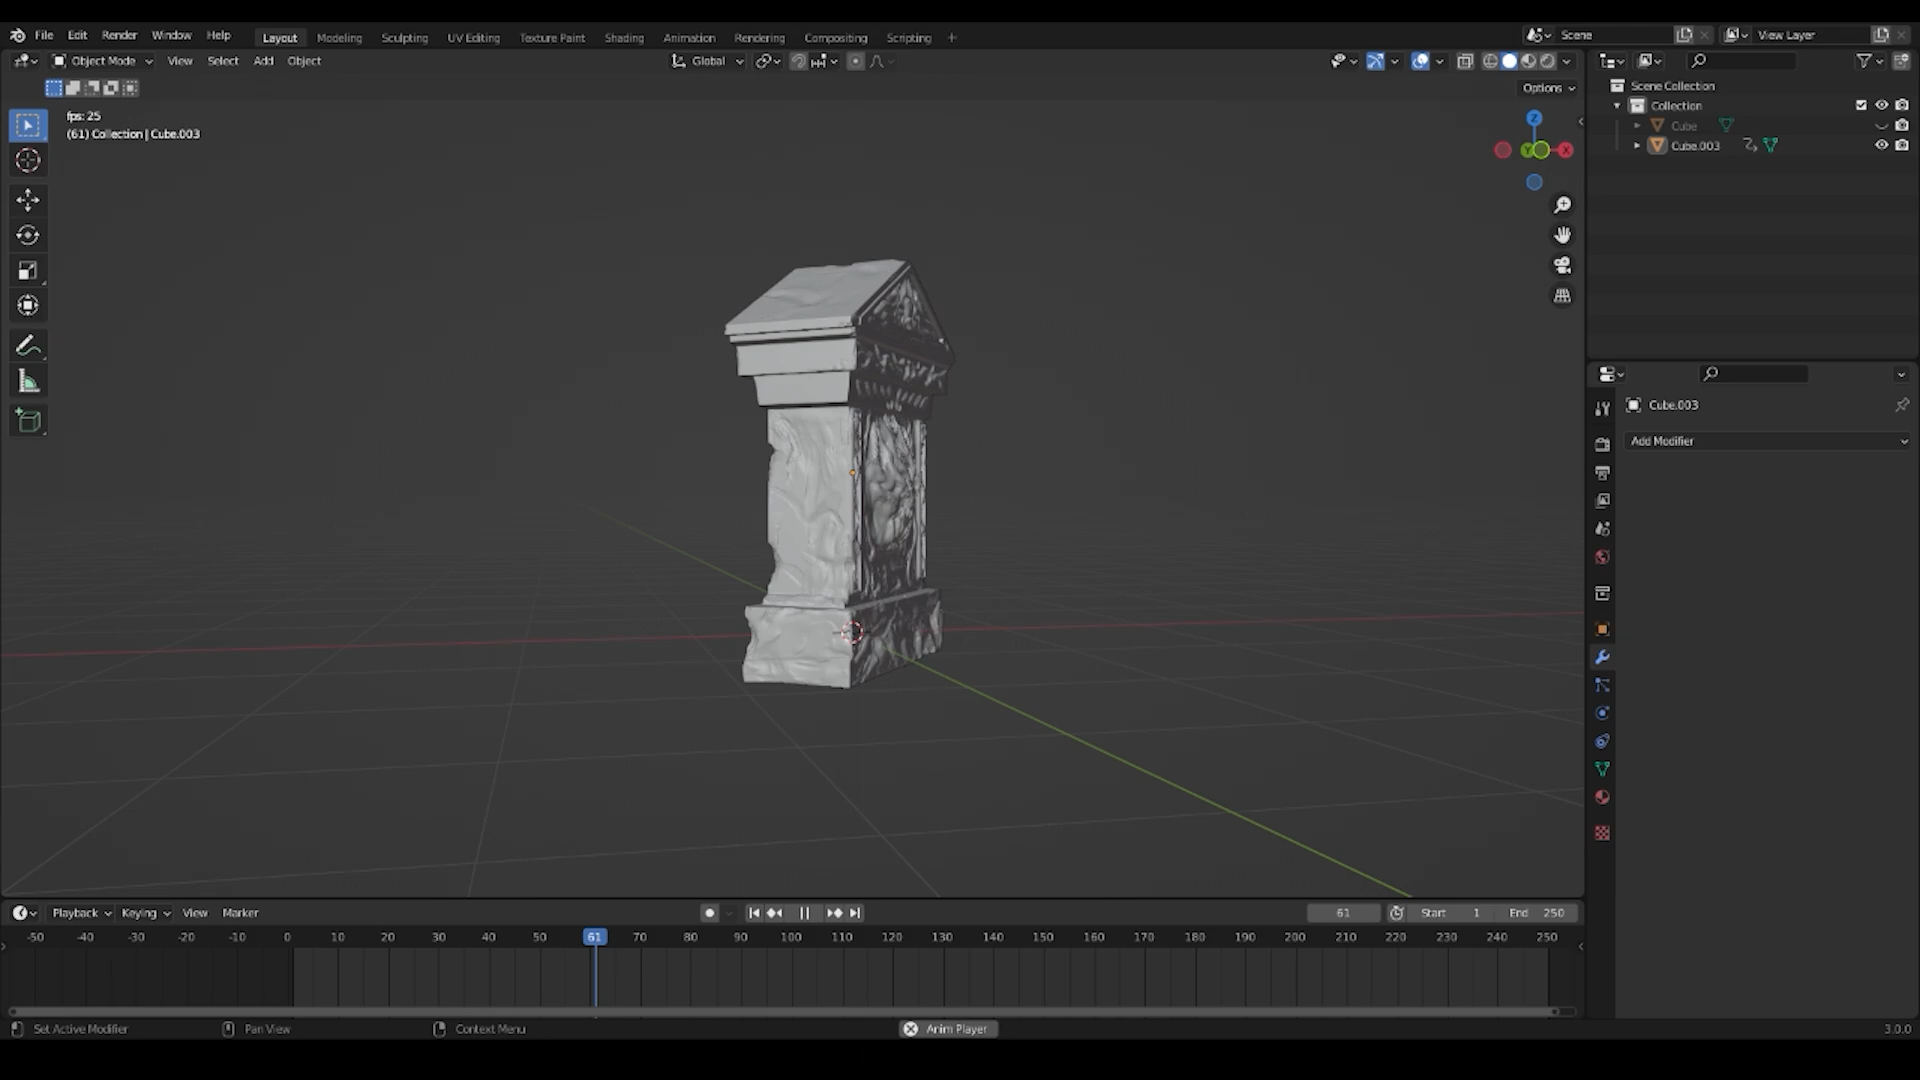 File Edit Render Window Help Layout Modeling Sculpting UV Editing Texture Paint Shading Animation Rendering Compositing Scripting + Scene View Layer
Object Mode View Select Add Object Global
Options
fps: 25
(61) Collection | Cube.003
Z
Y
X
Scene Collection
Collection
Cube
Cube.003
Cube.003
Add Modifier
Playback Keying View Marker 61 Start 1 End 250
-50 -40 -30 -20 -10 0 10 20 30 40 50 61 70 80 90 100 110 120 130 140 150 160 170 180 190 200 210 220 230 240 250
Set Active Modifier Pan View Context Menu Anim Player 3.0.0